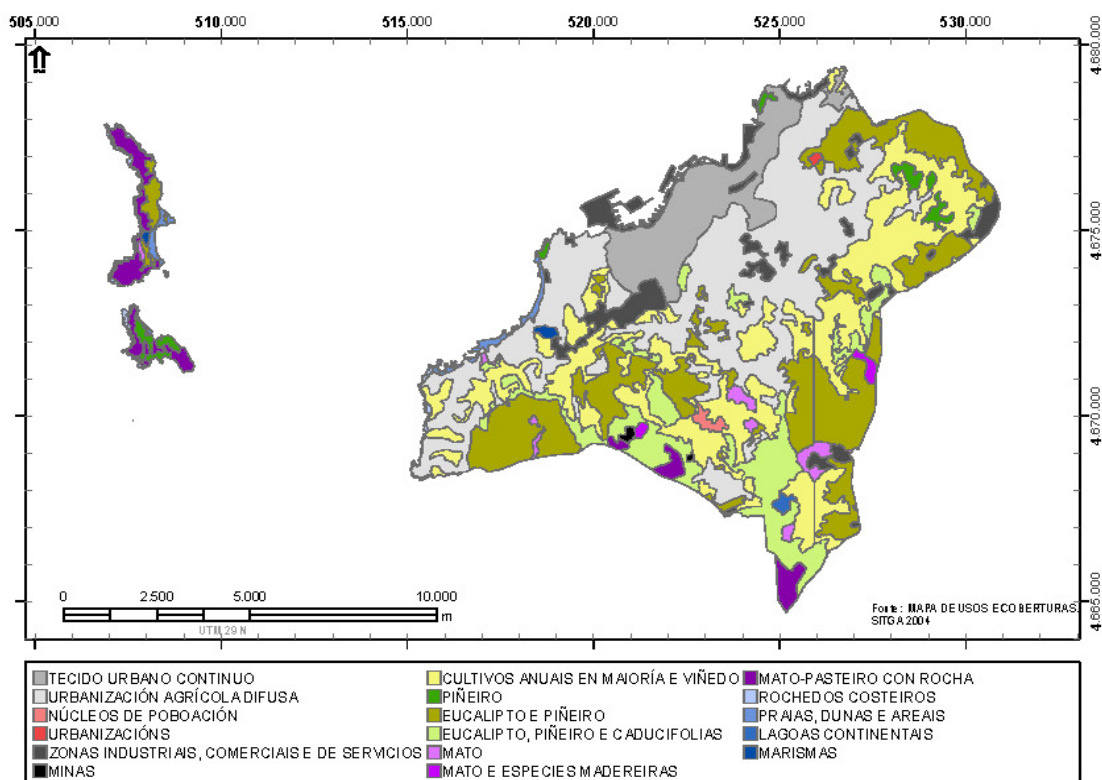 505.000 510.000 515.000 520.000 525.000 530.000
4.680.000
4.675.000
4.670.000
4.665.000
0 2.500 5.000 10.000
m
UTM 29 N
Fonte: MAPA DE USOS E COBERTURAS.
SITGA 2004
TECIDO URBANO CONTINUO
URBANIZACIÓN AGRÍCOLA DIFUSA
NÚCLEOS DE POBOACIÓN
URBANIZACIÓNS
ZONAS INDUSTRIAIS, COMERCIAIS E DE SERVICIOS
MINAS
CULTIVOS ANUAIS EN MAIORÍA E VIÑEDO
PIÑEIRO
EUCALIPTO E PIÑEIRO
EUCALIPTO, PIÑEIRO E CADUCIFOLIAS
MATO
MATO E ESPECIES MADEREIRAS
MATO-PASTEIRO CON ROCHA
ROCHEDOS COSTEIROS
PRAIAS, DUNAS E AREAIS
LAGOAS CONTINENTAIS
MARISMAS